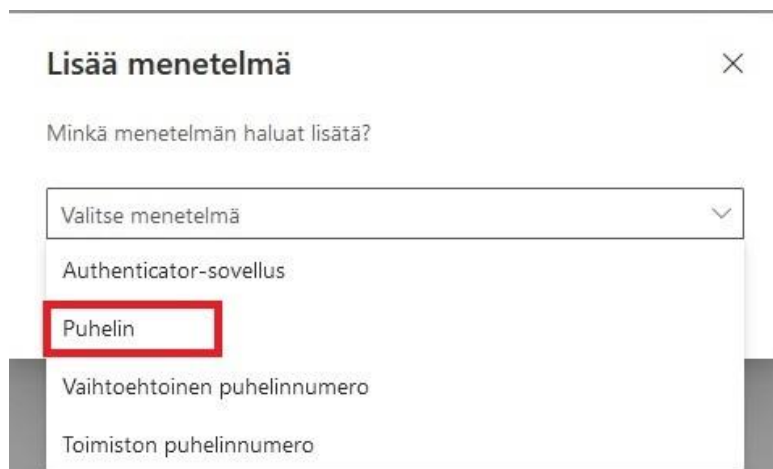 Lisää menetelmä
Minkä menetelmän haluat lisätä?
Valitse menetelmä
Authenticator-sovellus
Puhelin
Vaihtoehtoinen puhelinnumero
Toimiston puhelinnumero